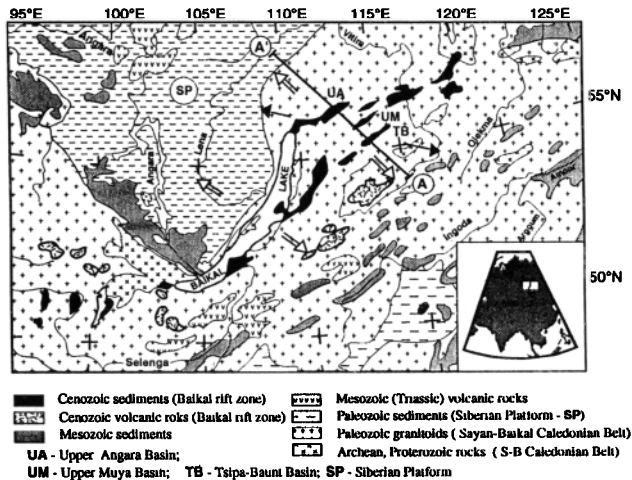 95°E 100°E 105°E 110°E 115°E 120°E 125°E
Angara
Vitim
A'
SP
UA
55°N
UM
TB
Olekma
Lena
Angara
LAKE
A
Amur
Ingoda
Argun
BAIKAL
50°N
Selenga
Cenozoic sediments (Baikal rift zone)
Mesozoic (Triassic) volcanic rocks
Cenozoic volcanic roks (Baikal rift zone)
Paleozoic sediments (Siberian Platform - SP)
Mesozoic sediments
Paleozoic granitoids ( Sayan-Baikal Caledonian Belt)
UA - Upper Angara Basin;
Archean, Proterozoic rocks ( S-B Caledonian Belt)
UM - Upper Muya Basin; TB - Tsipa-Baunt Basin; SP - Siberian Platform